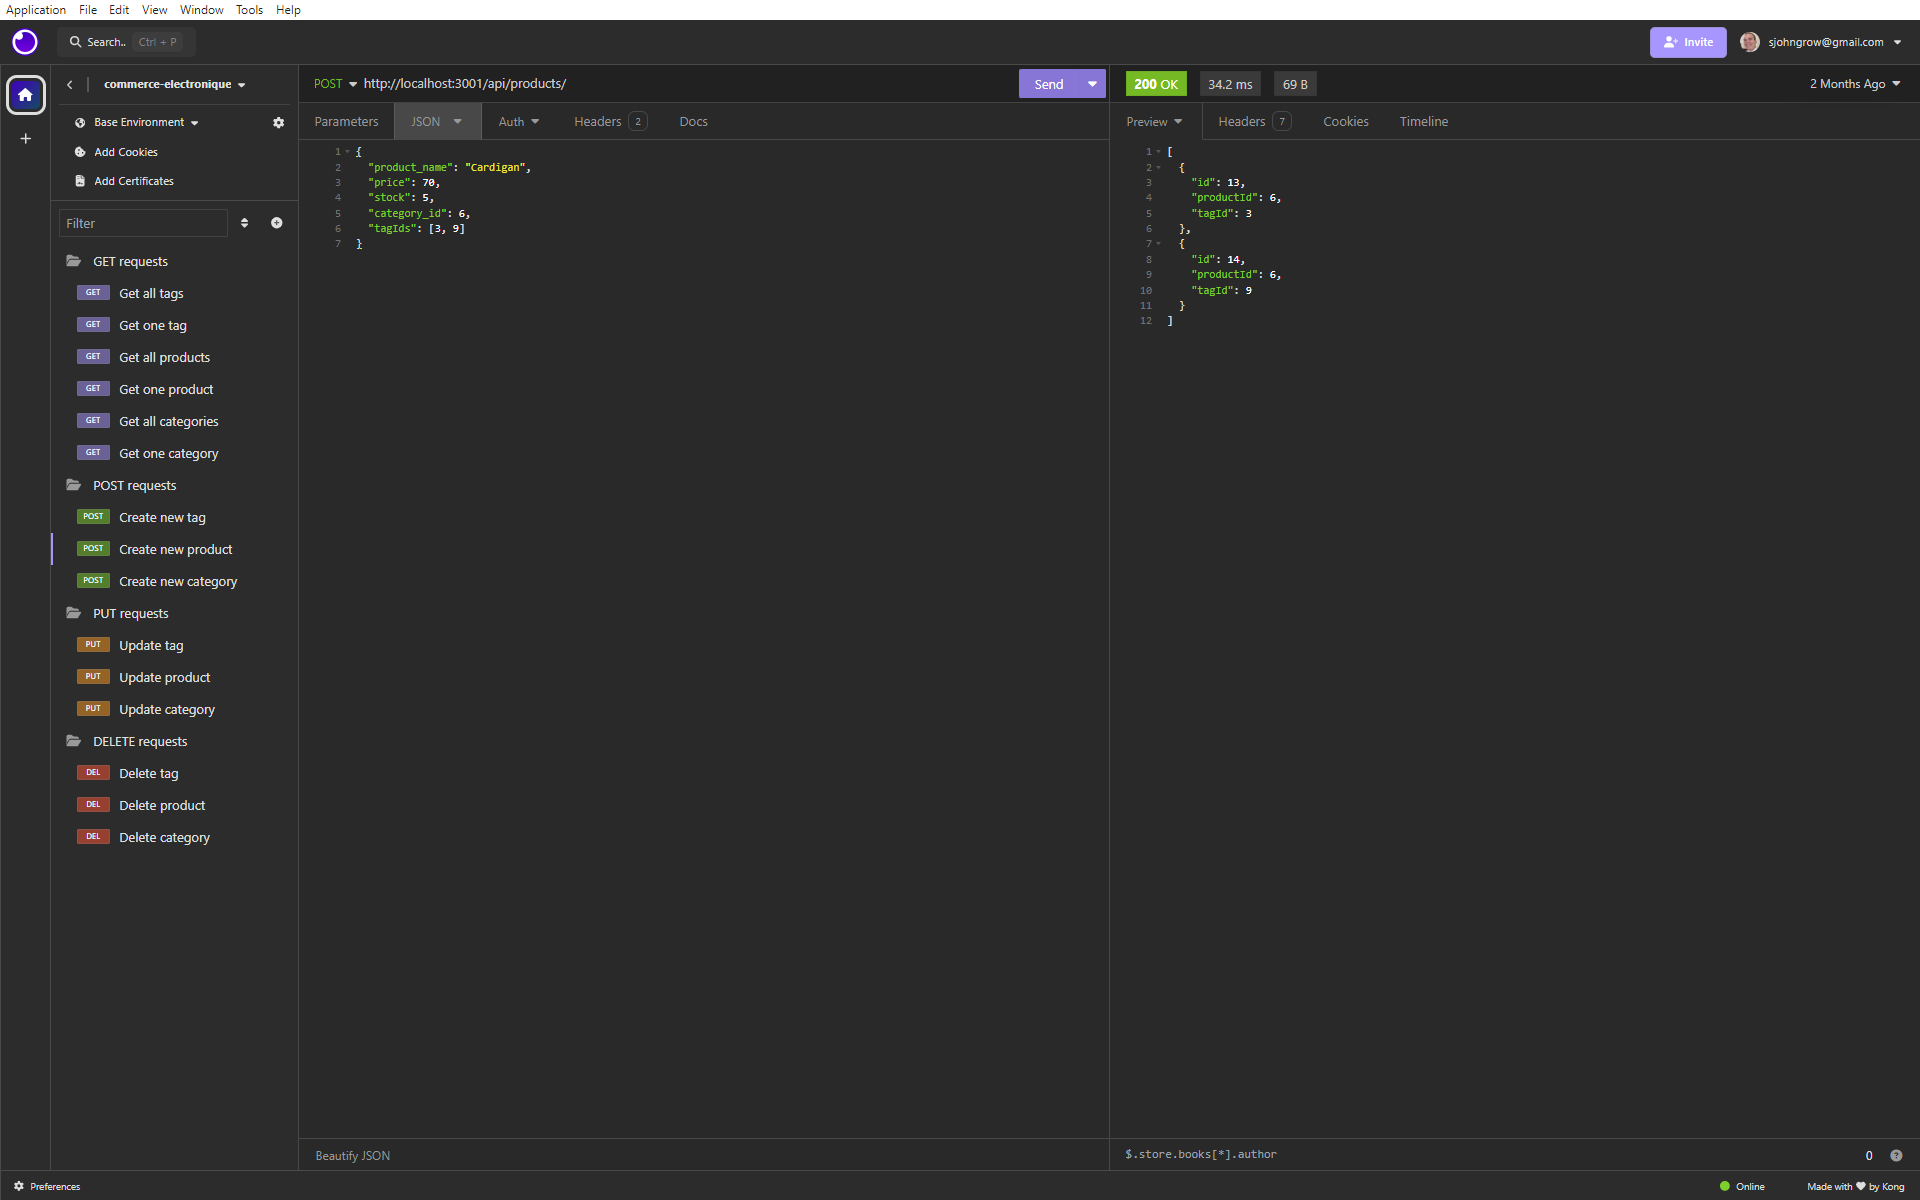 Application File Edit View Window Tools Help
Search.. Ctrl + P
Invite
sjohngrow@gmail.com
commerce-electronique
Base Environment
Add Cookies
Add Certificates
Filter
GET requests
GET Get all tags
GET Get one tag
GET Get all products
GET Get one product
GET Get all categories
GET Get one category
POST requests
POST Create new tag
POST Create new product
POST Create new category
PUT requests
PUT Update tag
PUT Update product
PUT Update category
DELETE requests
DEL Delete tag
DEL Delete product
DEL Delete category
POST http://localhost:3001/api/products/ Send
Parameters JSON Auth Headers 2 Docs
1 {
2 "product_name": "Cardigan",
3 "price": 70,
4 "stock": 5,
5 "category_id": 6,
6 "tagIds": [3, 9]
7 }
Beautify JSON
200 OK 34.2 ms 69 B 2 Months Ago
Preview Headers 7 Cookies Timeline
1 [
2 {
3 "id": 13,
4 "productId": 6,
5 "tagId": 3
6 },
7 {
8 "id": 14,
9 "productId": 6,
10 "tagId": 9
11 }
12 ]
$.store.books[*].author 0 ?
Preferences
Online
Made with ♥ by Kong